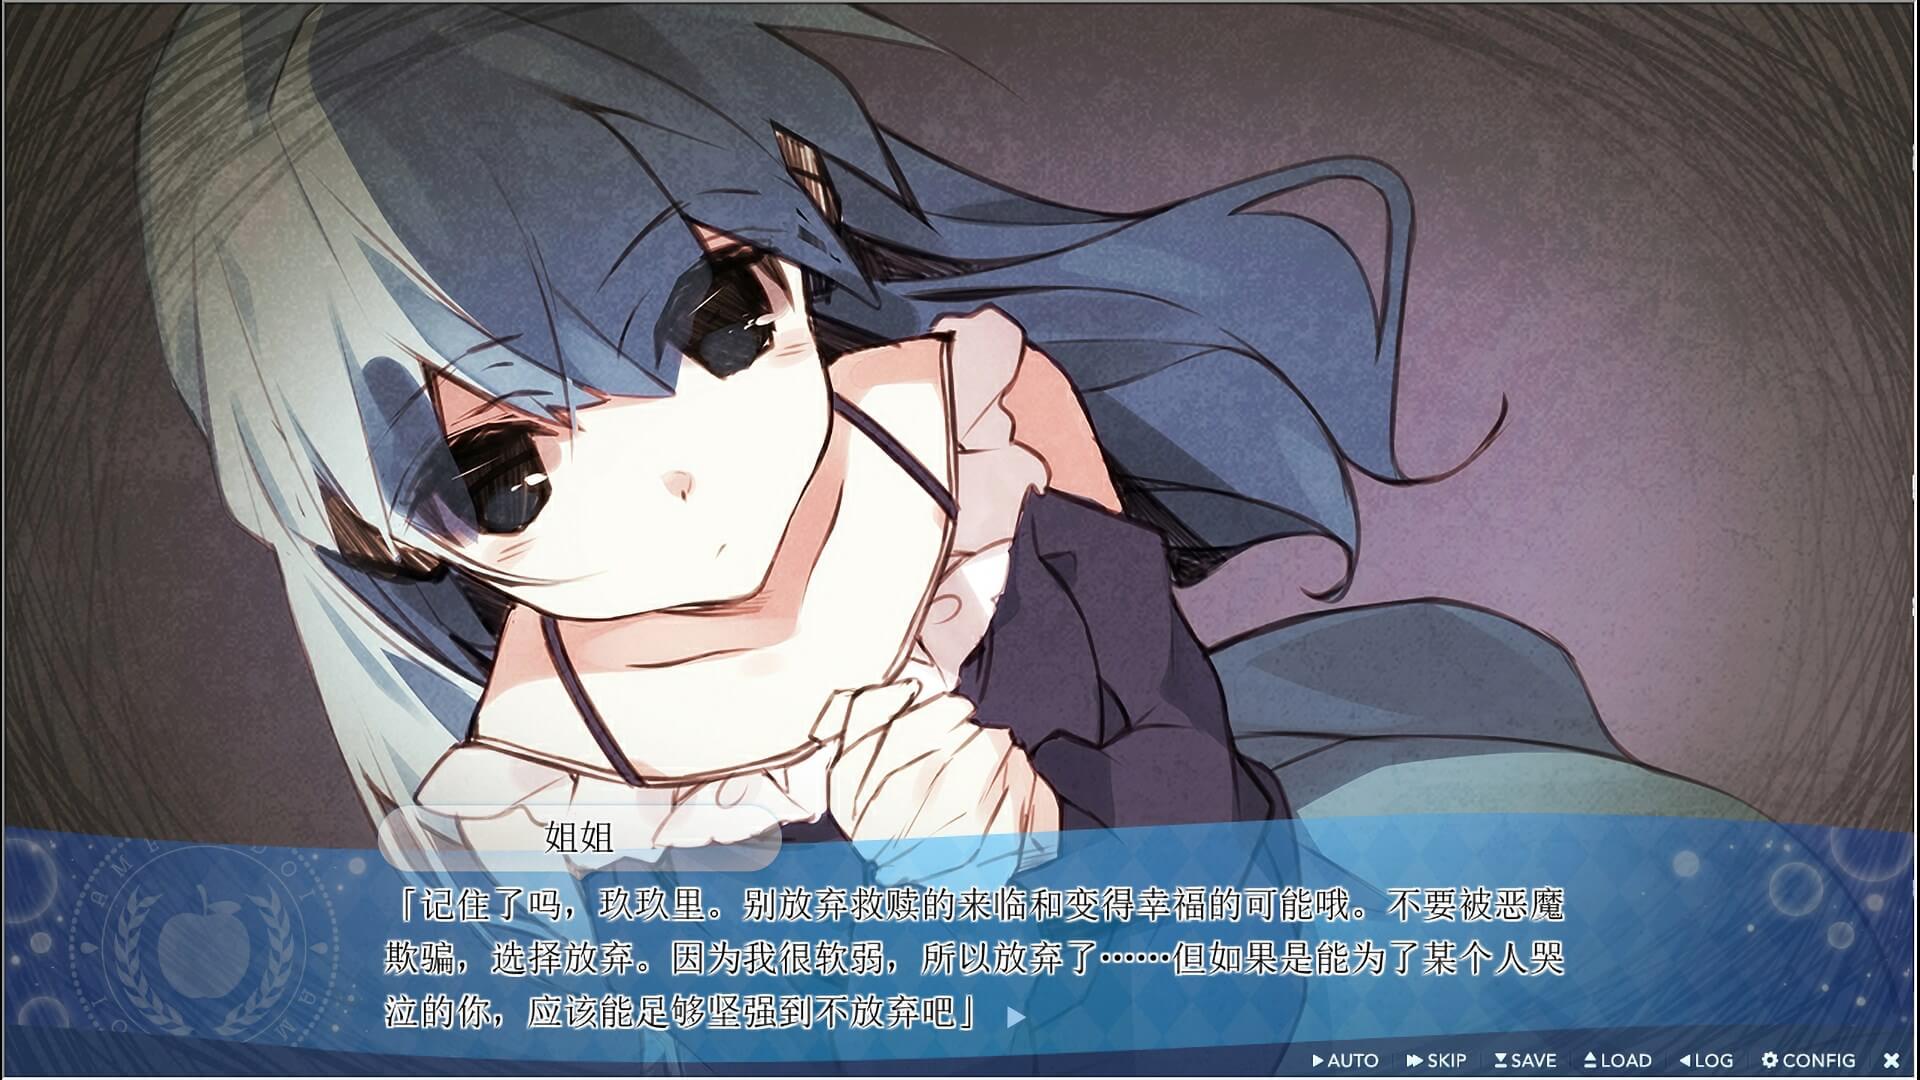 姐姐
「记住了吗，玖玖里。别放弃救赎的来临和变得幸福的可能哦。不要被恶魔
欺骗，选择放弃。因为我很软弱，所以放弃了……但如果是能为了某个人哭
泣的你，应该能足够坚强到不放弃吧」
AUTO SKIP SAVE LOAD LOG CONFIG